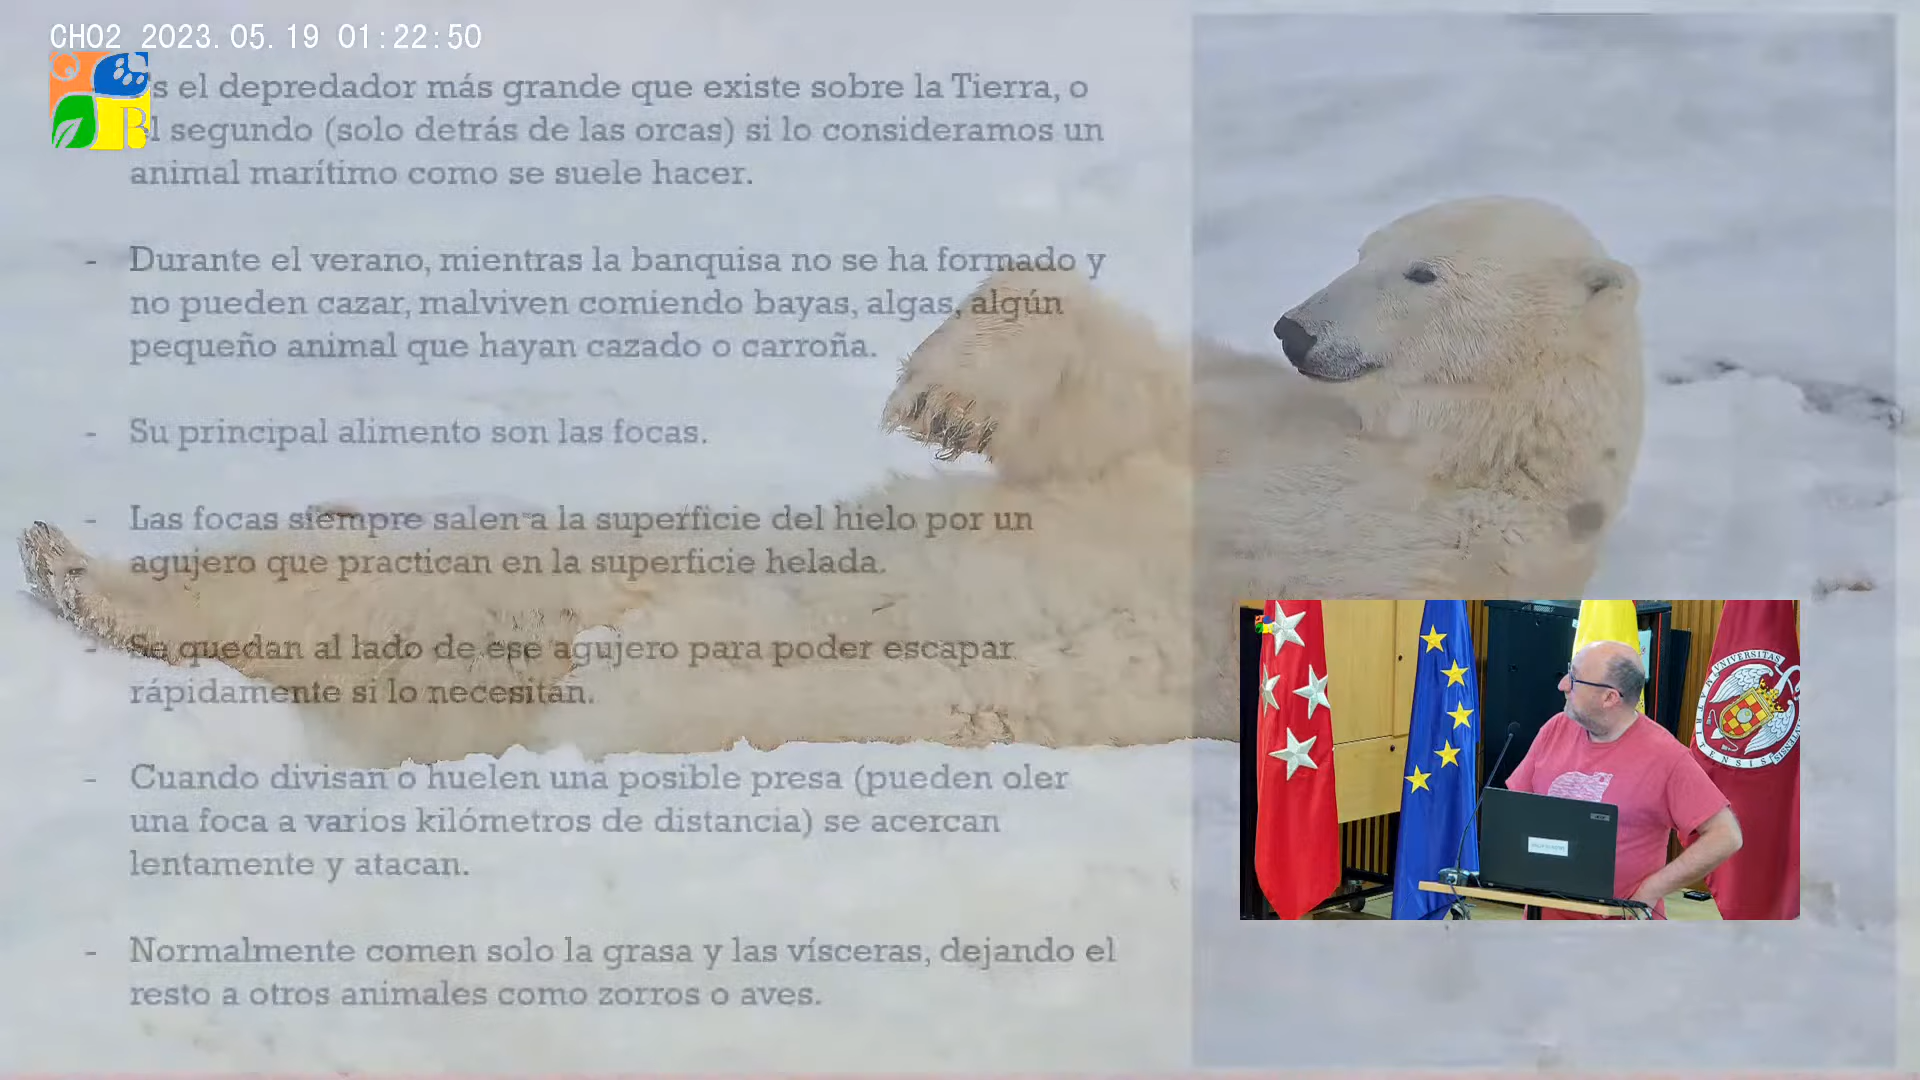 CH02 2023.05.19 01:22:50
B
s el depredador más grande que existe sobre la Tierra, o
l segundo (solo detrás de las orcas) si lo consideramos un
animal marítimo como se suele hacer.
- Durante el verano, mientras la banquisa no se ha formado y
no pueden cazar, malviven comiendo bayas, algas, algún
pequeño animal que hayan cazado o carroña.
- Su principal alimento son las focas.
- Las focas siempre salen a la superficie del hielo por un
agujero que practican en la superficie helada.
- Se quedan al lado de ese agujero para poder escapar
rápidamente si lo necesitan.
- Cuando divisan o huelen una posible presa (pueden oler
una foca a varios kilómetros de distancia) se acercan
lentamente y atacan.
- Normalmente comen solo la grasa y las vísceras, dejando el
resto a otros animales como zorros o aves.
UNIVERSITAS
MATRITENSIS